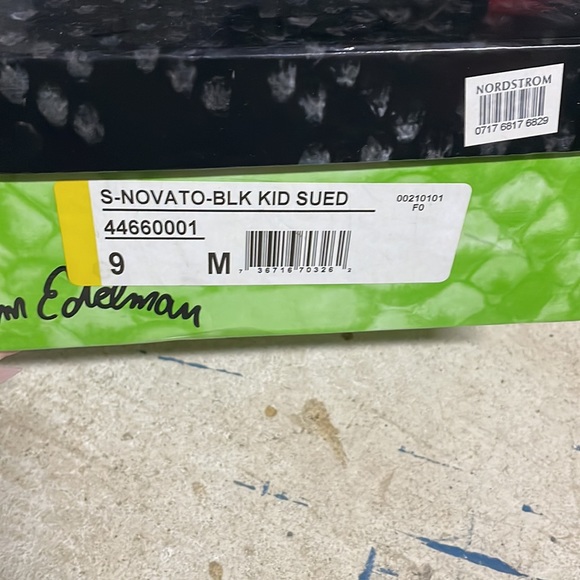 NORDSTROM
0717 6817 6829
S-NOVATO-BLK KID SUED
00210101
F0
44660001
9 M
7 36716 70326 2
Edelman